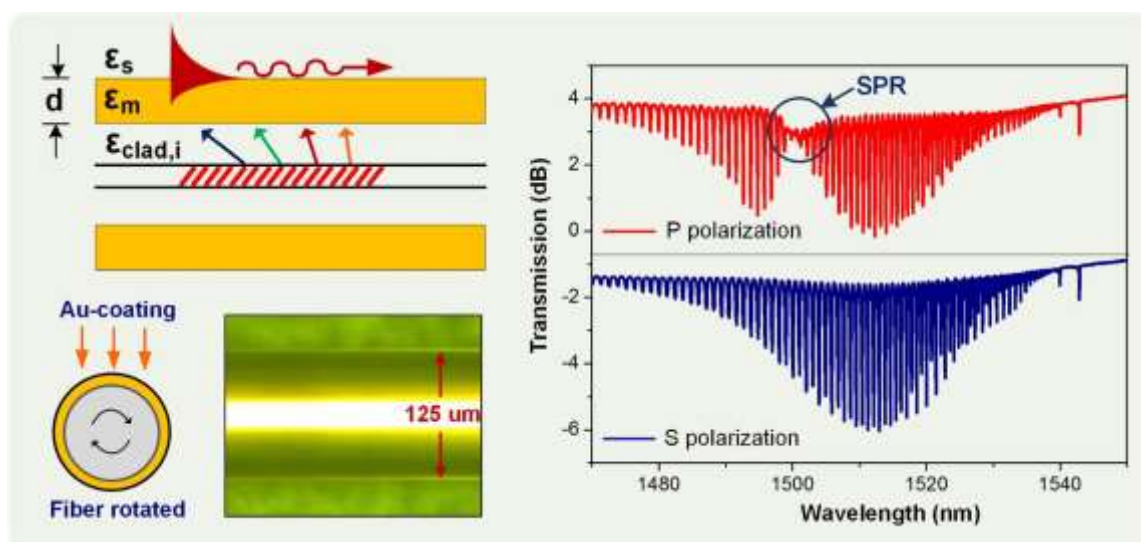 εs
d
εm
εclad,i
Au-coating
Fiber rotated
125 um
SPR
4
2
0
P polarization
-2
-4
-6
S polarization
Transmission (dB)
1480
1500
1520
1540
Wavelength (nm)